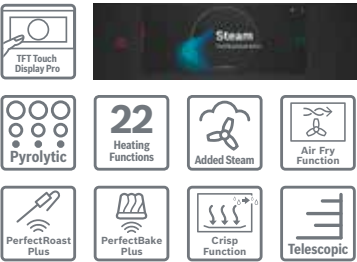 TFT Touch
Display Pro
Steam
Pyrolytic
22
Heating
Functions
Added Steam
Air Fry
Function
PerfectRoast
Plus
PerfectBake
Plus
Crisp
Function
Telescopic